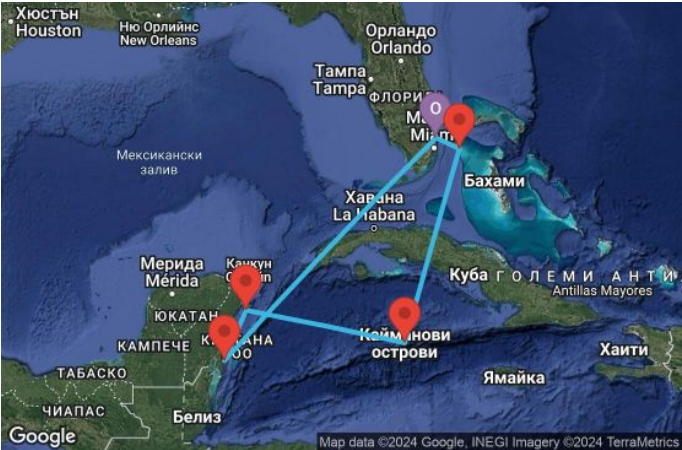 Хюстън
Houston
Ню Орлийнс
New Orleans
Орландо
Orlando
Тампа
Tampa
ФЛОРИДА
O
Miami
Мексикански
залив
Бахами
Хавана
La Habana
Мерида
Mérida
Канкун
ЮКАТАН
Куба
ГОЛЕМИ АНТИ
Antillas Mayores
КАМПЕЧЕ
Кайманови
острови
Хаити
ТАБАСКО
Ямайка
ЧИАПАС
Белиз
Google
Map data ©2024 Google, INEGI Imagery ©2024 TerraMetrics